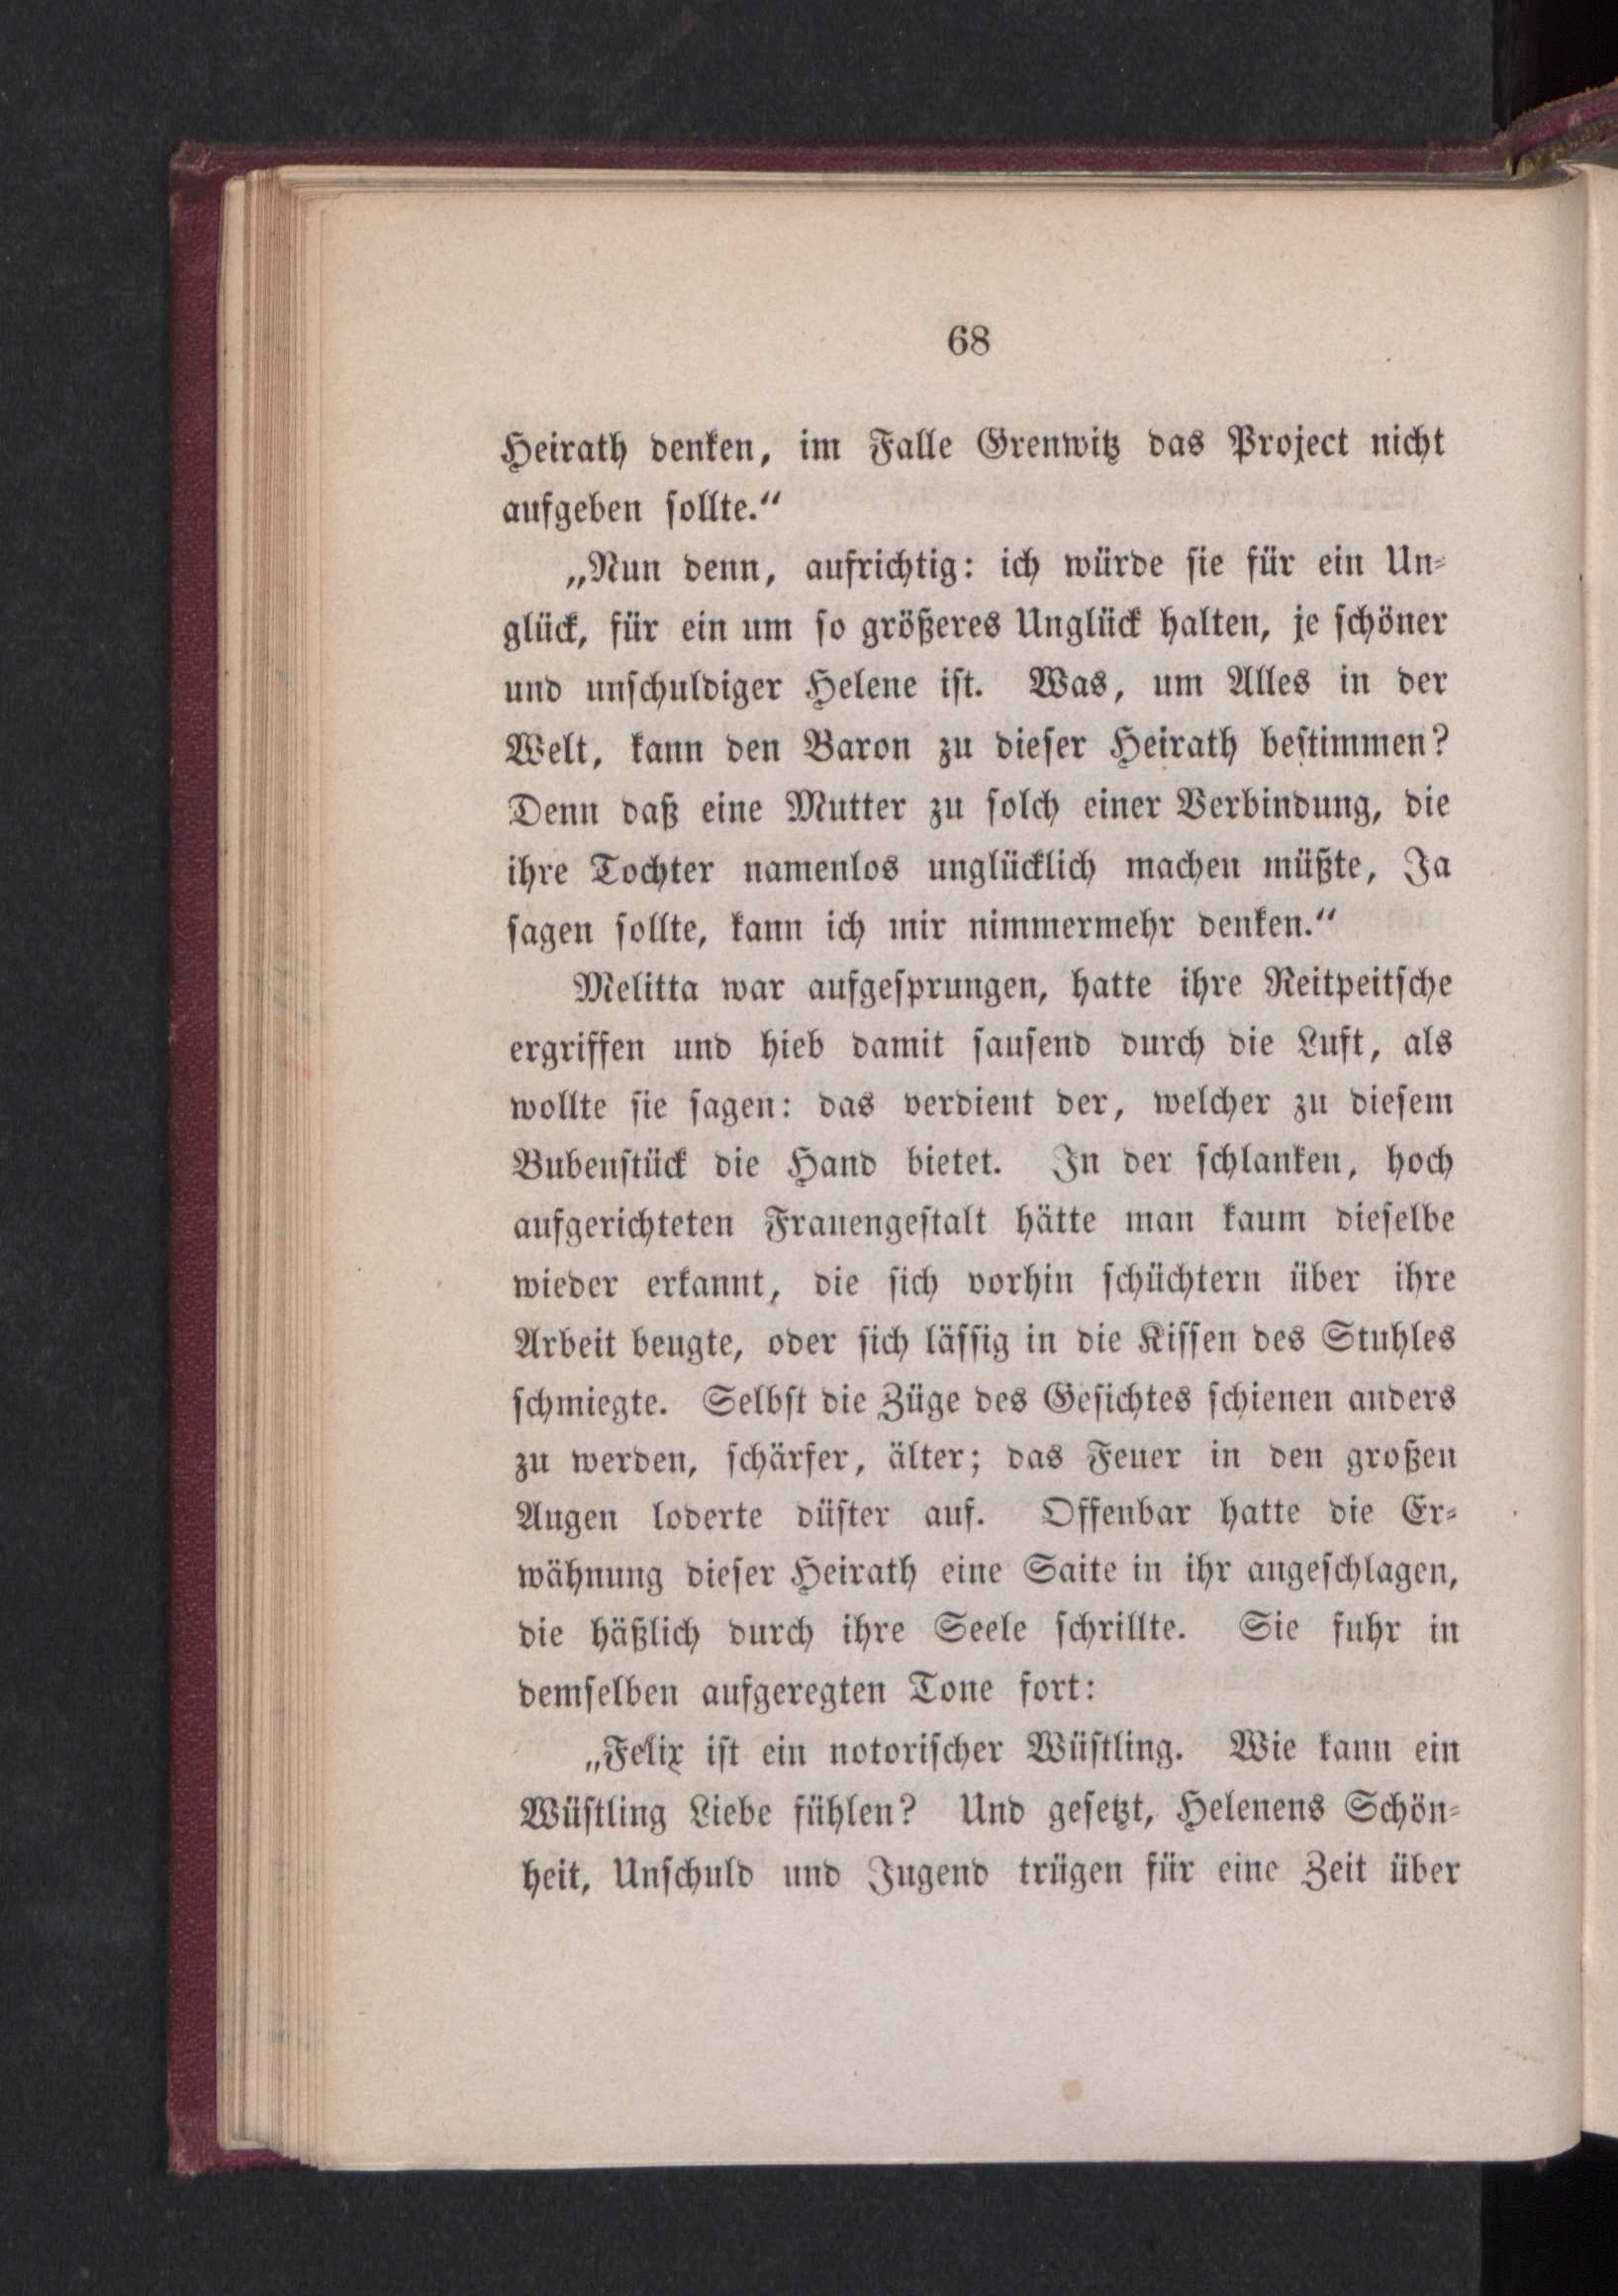 68
Heirath denken, im Falle Grenwitz das Project nicht
aufgeben sollte.“
„Nun denn, aufrichtig: ich würde sie für ein Un-
glück, für ein um so größeres Unglück halten, je schöner
und unschuldiger Helene ist. Was, um Alles in der
Welt, kann den Baron zu dieser Heirath bestimmen?
Denn daß eine Mutter zu solch einer Verbindung, die
ihre Tochter namenlos unglücklich machen müßte, Ja
sagen sollte, kann ich mir nimmermehr denken.“
Melitta war aufgesprungen, hatte ihre Reitpeitsche
ergriffen und hieb damit sausend durch die Luft, als
wollte sie sagen: das verdient der, welcher zu diesem
Bubenstück die Hand bietet. In der schlanken, hoch
aufgerichteten Frauengestalt hätte man kaum dieselbe
wieder erkannt, die sich vorhin schüchtern über ihre
Arbeit beugte, oder sich lässig in die Kissen des Stuhles
schmiegte. Selbst die Züge des Gesichtes schienen anders
zu werden, schärfer, älter; das Feuer in den großen
Augen loderte düster auf. Offenbar hatte die Er-
wähnung dieser Heirath eine Saite in ihr angeschlagen,
die häßlich durch ihre Seele schrillte. Sie fuhr in
demselben aufgeregten Tone fort:
„Felix ist ein notorischer Wüstling. Wie kann ein
Wüstling Liebe fühlen? Und gesetzt, Helenens Schön-
heit, Unschuld und Jugend trügen für eine Zeit über